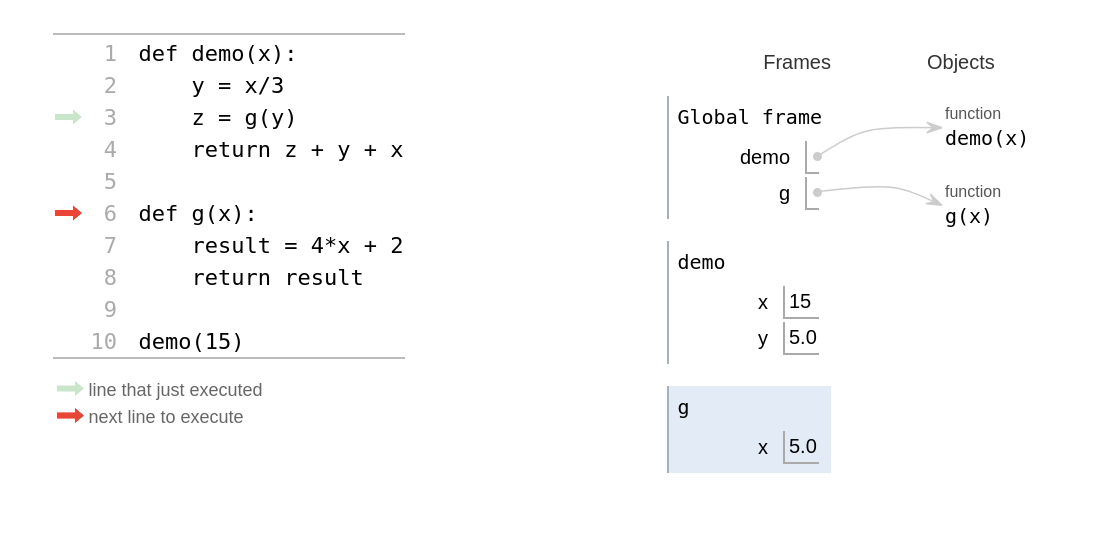 1 def demo(x):
2     y = x/3
3     z = g(y)
4     return z + y + x
5
6 def g(x):
7     result = 4*x + 2
8     return result
9
10 demo(15)
line that just executed
next line to execute
Frames Objects
Global frame
demo
g
function
demo(x)
function
g(x)
demo
x 15
y 5.0
g
x 5.0